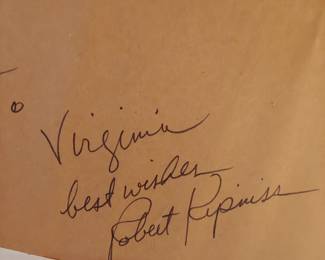 To
Virginia
best wishes
Robert Kipniss